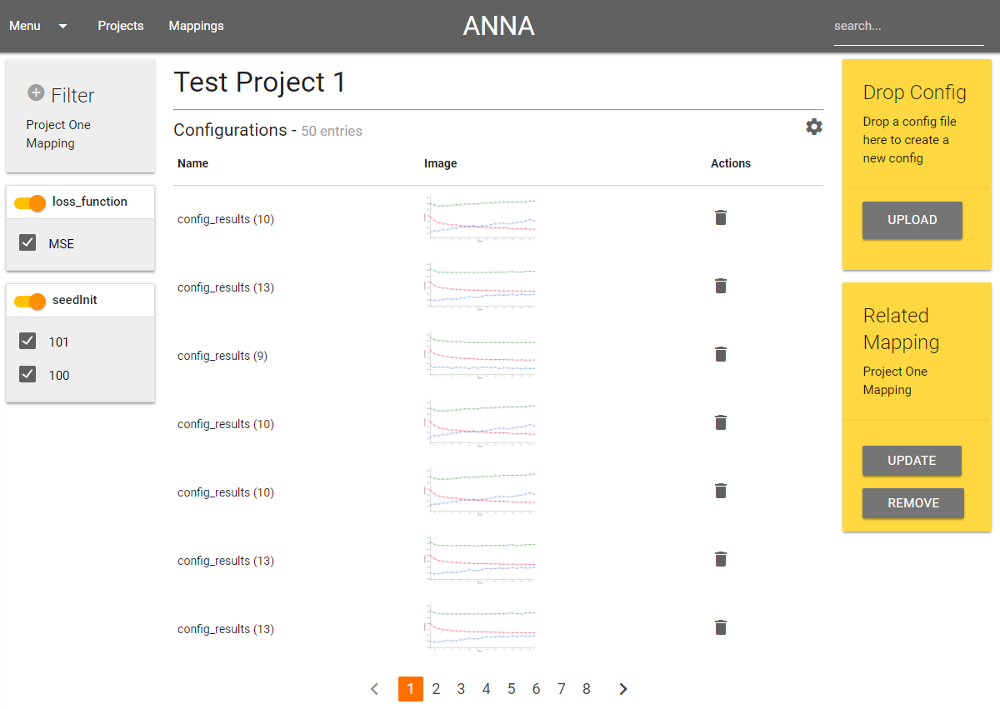 Menu
Projects
Mappings
ANNA
search...
Filter
Project One
Mapping
loss_function
MSE
seedInit
101
100
Test Project 1
Configurations - 50 entries
Name
Image
Actions
config_results (10)
config_results (13)
config_results (9)
config_results (10)
config_results (10)
config_results (13)
config_results (13)
1 2 3 4 5 6 7 8
Drop Config
Drop a config file
here to create a
new config
UPLOAD
Related
Mapping
Project One
Mapping
UPDATE
REMOVE